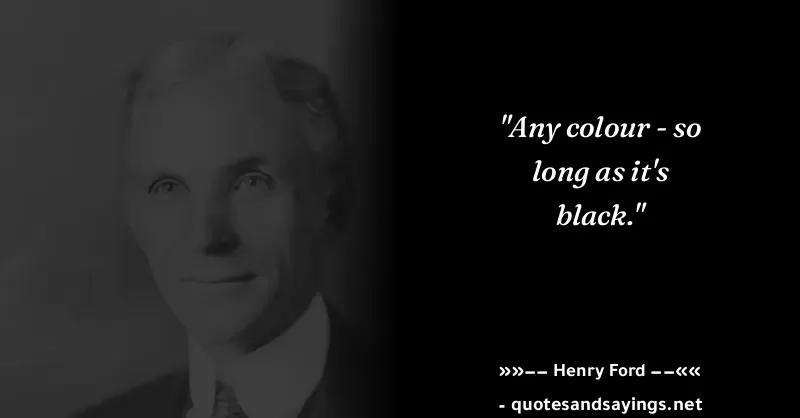 "Any colour - so
long as it's
black."
»»–– Henry Ford ––««
- quotesandsayings.net